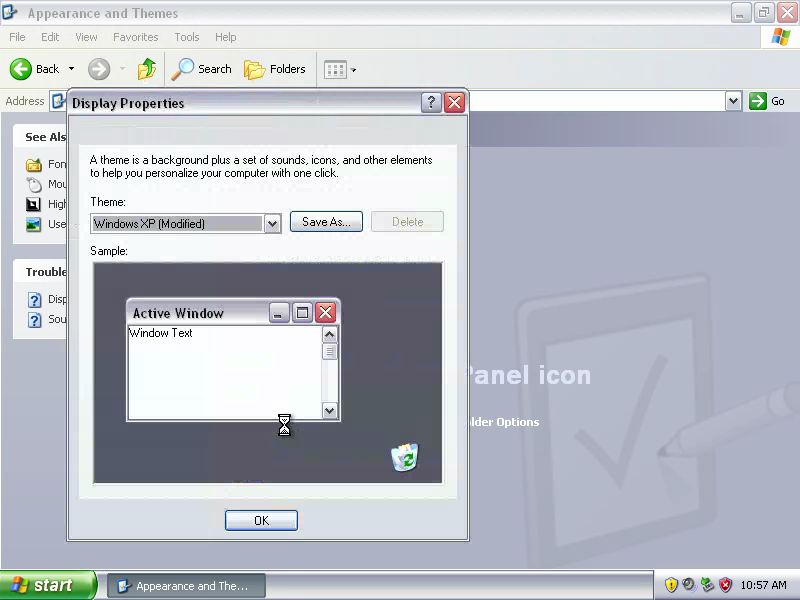 Appearance and Themes
File Edit View Favorites Tools Help
Back Search Folders
Address Go
Display Properties
?
See Als
A theme is a background plus a set of sounds, icons, and other elements
to help you personalize your computer with one click.
Fon
Mou
High
Use
Theme:
Windows XP (Modified) Save As... Delete
Sample:
Trouble
Disp
Sou
Active Window
Window Text
Panel icon
lder Options
OK
start Appearance and The... 10:57 AM